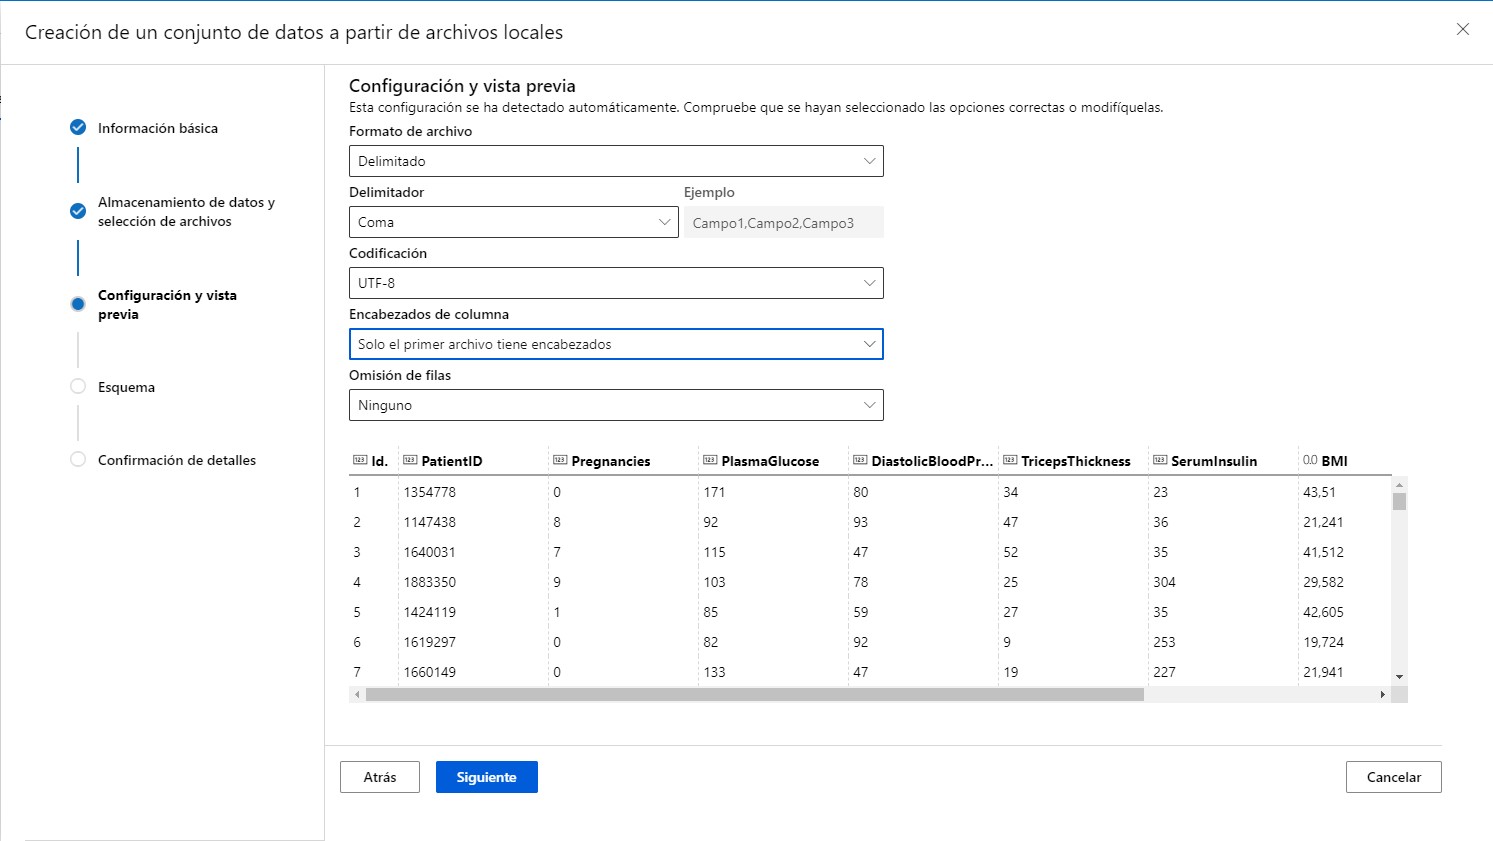 Creación de un conjunto de datos a partir de archivos locales
Información básica
Almacenamiento de datos y
selección de archivos
Configuración y vista
previa
Esquema
Confirmación de detalles
Configuración y vista previa
Esta configuración se ha detectado automáticamente. Compruebe que se hayan seleccionado las opciones correctas o modifíquelas.
Formato de archivo
Delimitado
Delimitador Ejemplo
Coma Campo1,Campo2,Campo3
Codificación
UTF-8
Encabezados de columna
Solo el primer archivo tiene encabezados
Omisión de filas
Ninguno
123 Id. 123 PatientID 123 Pregnancies 123 PlasmaGlucose 123 DiastolicBloodPr... 123 TricepsThickness 123 SerumInsulin 0.0 BMI
1 1354778 0 171 80 34 23 43,51
2 1147438 8 92 93 47 36 21,241
3 1640031 7 115 47 52 35 41,512
4 1883350 9 103 78 25 304 29,582
5 1424119 1 85 59 27 35 42,605
6 1619297 0 82 92 9 253 19,724
7 1660149 0 133 47 19 227 21,941
Atrás Siguiente Cancelar